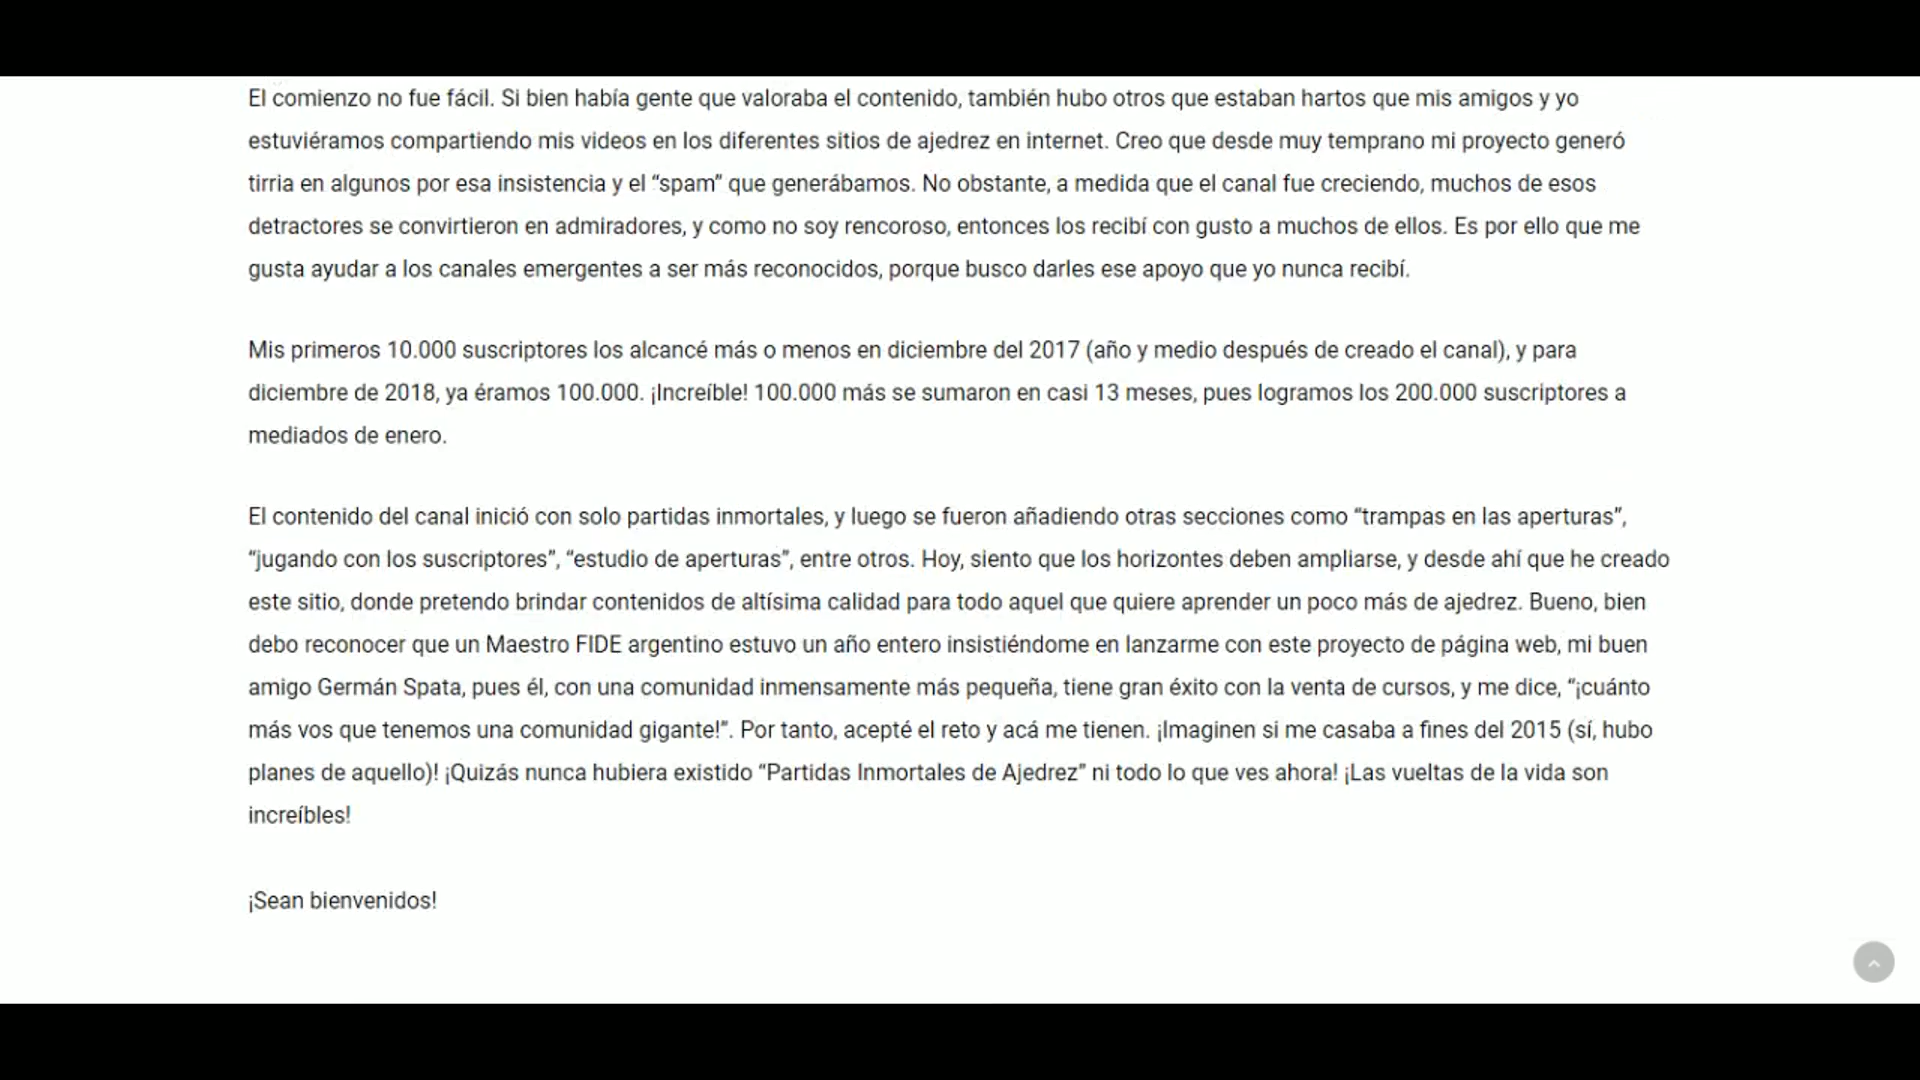 El comienzo no fue fácil. Si bien había gente que valoraba el contenido, también hubo otros que estaban hartos que mis amigos y yo
estuviéramos compartiendo mis videos en los diferentes sitios de ajedrez en internet. Creo que desde muy temprano mi proyecto generó
tirria en algunos por esa insistencia y el “spam” que generábamos. No obstante, a medida que el canal fue creciendo, muchos de esos
detractores se convirtieron en admiradores, y como no soy rencoroso, entonces los recibí con gusto a muchos de ellos. Es por ello que me
gusta ayudar a los canales emergentes a ser más reconocidos, porque busco darles ese apoyo que yo nunca recibí.
Mis primeros 10.000 suscriptores los alcancé más o menos en diciembre del 2017 (año y medio después de creado el canal), y para
diciembre de 2018, ya éramos 100.000. ¡Increíble! 100.000 más se sumaron en casi 13 meses, pues logramos los 200.000 suscriptores a
mediados de enero.
El contenido del canal inició con solo partidas inmortales, y luego se fueron añadiendo otras secciones como “trampas en las aperturas”,
“jugando con los suscriptores”, “estudio de aperturas”, entre otros. Hoy, siento que los horizontes deben ampliarse, y desde ahí que he creado
este sitio, donde pretendo brindar contenidos de altísima calidad para todo aquel que quiere aprender un poco más de ajedrez. Bueno, bien
debo reconocer que un Maestro FIDE argentino estuvo un año entero insistiéndome en lanzarme con este proyecto de página web, mi buen
amigo Germán Spata, pues él, con una comunidad inmensamente más pequeña, tiene gran éxito con la venta de cursos, y me dice, “¡cuánto
más vos que tenemos una comunidad gigante!”. Por tanto, acepté el reto y acá me tienen. ¡Imaginen si me casaba a fines del 2015 (sí, hubo
planes de aquello)! ¡Quizás nunca hubiera existido “Partidas Inmortales de Ajedrez” ni todo lo que ves ahora! ¡Las vueltas de la vida son
increíbles!
¡Sean bienvenidos!